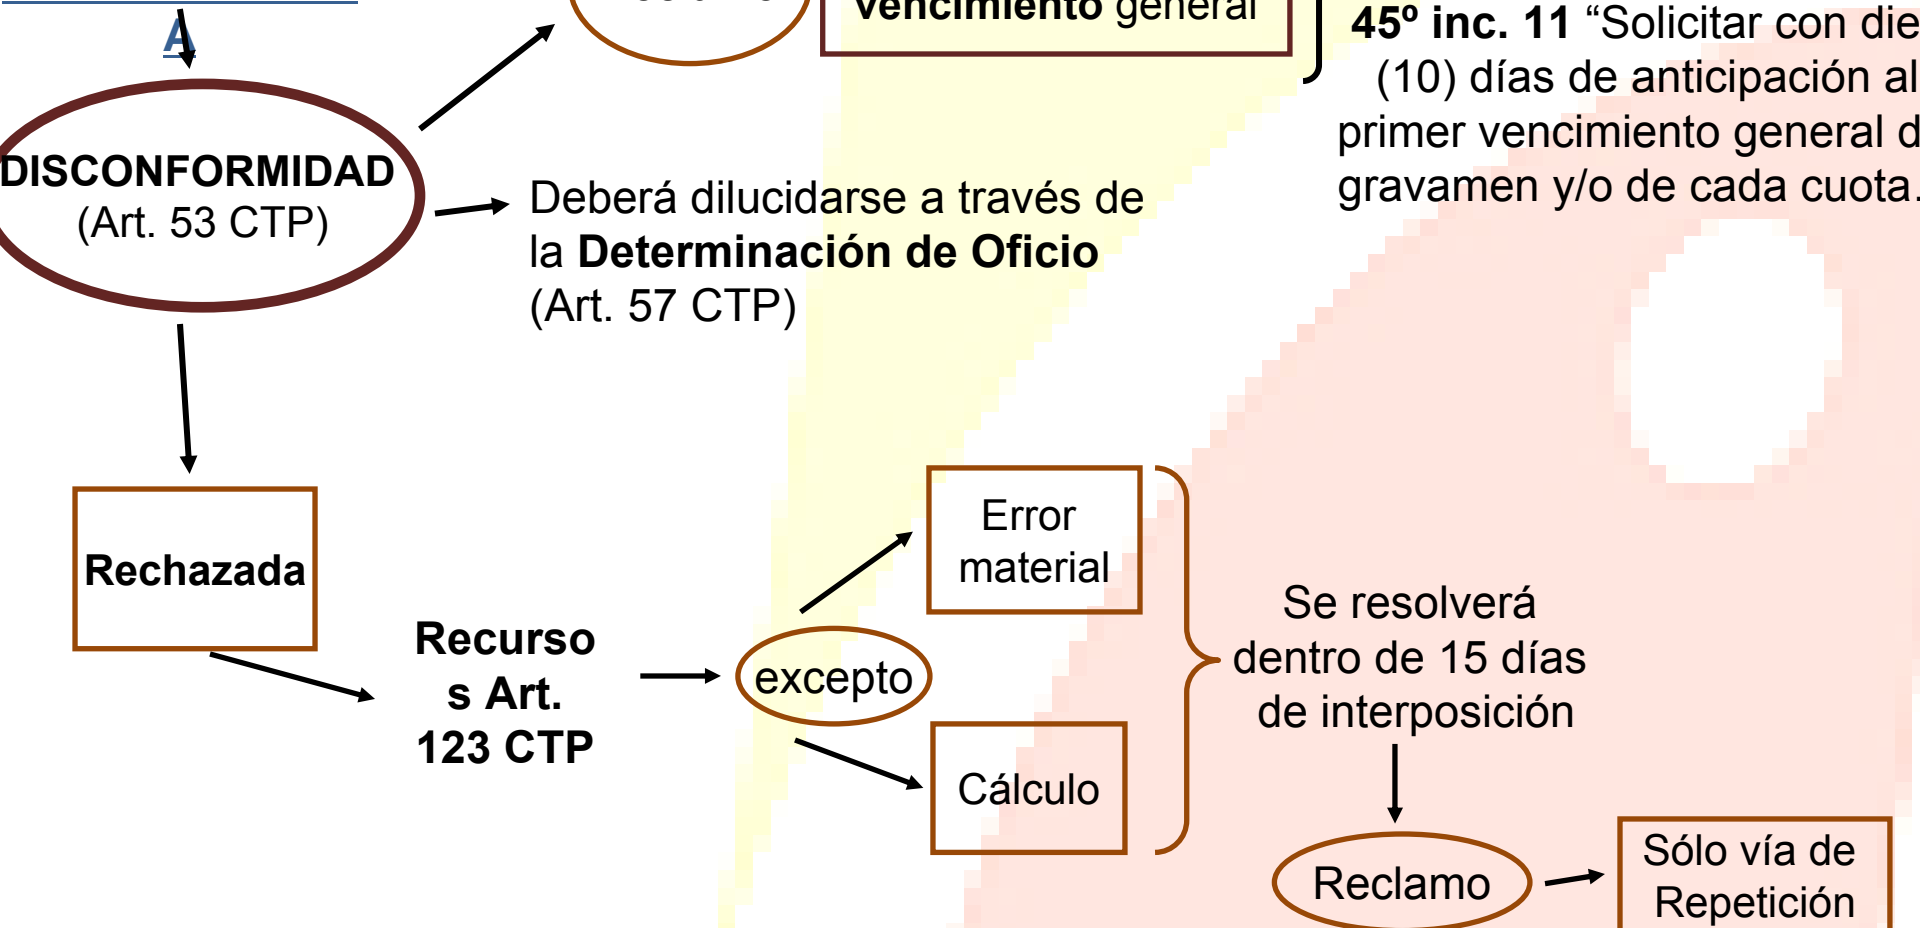 A
Vencimiento general
45º inc. 11 “Solicitar con
(10) días de anticipación al
primer vencimiento general
gravamen y/o de cada cuota.
DISCONFORMIDAD
(Art. 53 CTP)
Deberá dilucidarse a través de
la Determinación de Oficio
(Art. 57 CTP)
Rechazada
Recurso
s Art.
123 CTP
excepto
Error
material
Cálculo
Se resolverá
dentro de 15 días
de interposición
Reclamo
Sólo vía de
Repetición